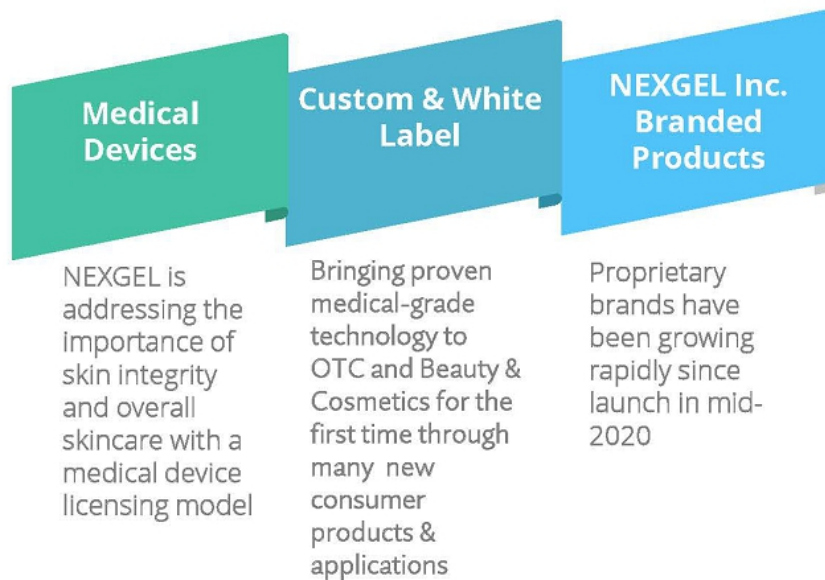 Medical
Devices
NEXGEL is
addressing the
importance of
skin integrity
and overall
skincare with a
medical device
licensing model
Custom & White
Label
Bringing proven
medical-grade
technology to
OTC and Beauty &
Cosmetics for the
first time through
many new
consumer
products &
applications
NEXGEL Inc.
Branded
Products
Proprietary
brands have
been growing
rapidly since
launch in mid-
2020